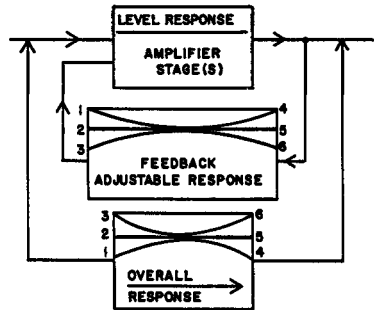 LEVEL RESPONSE
AMPLIFIER
STAGE(S)
1 4
2 5
3 6
FEEDBACK
ADJUSTABLE RESPONSE
3 6
2 5
1 4
OVERALL
RESPONSE